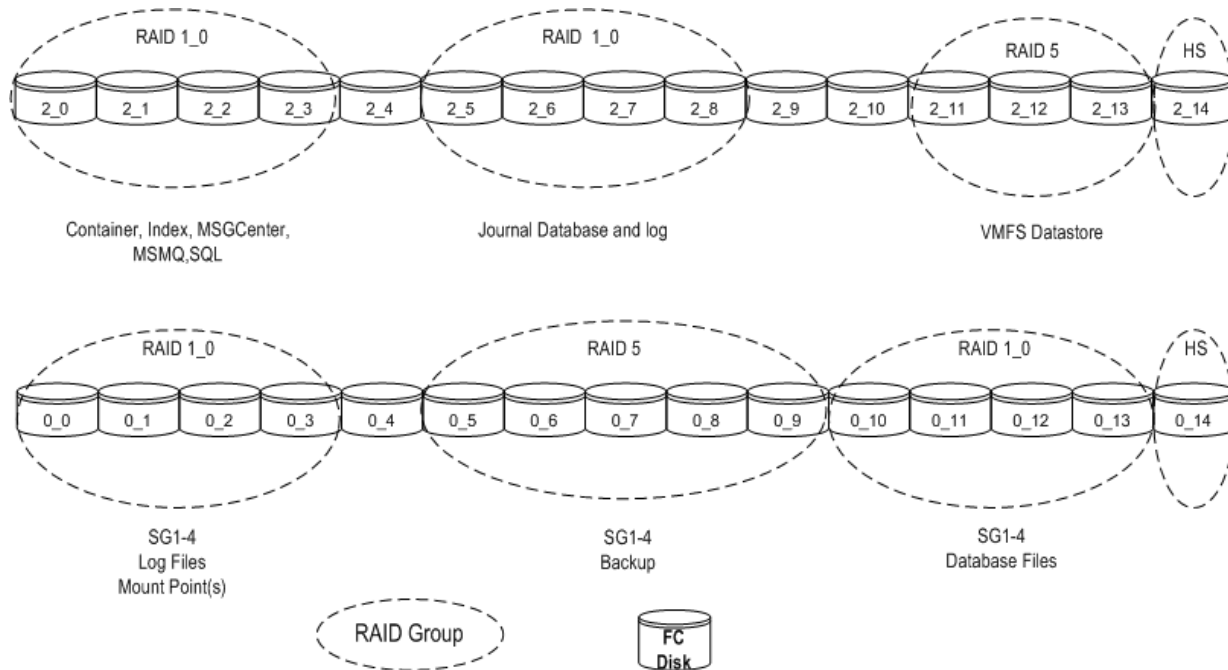 RAID 1_0
RAID 1_0
RAID 5
HS
2_0 2_1 2_2 2_3 2_4 2_5 2_6 2_7 2_8 2_9 2_10 2_11 2_12 2_13 2_14
Container, Index, MSGCenter,
MSMQ,SQL
Journal Database and log
VMFS Datastore
RAID 1_0
RAID 5
RAID 1_0
HS
0_0 0_1 0_2 0_3 0_4 0_5 0_6 0_7 0_8 0_9 0_10 0_11 0_12 0_13 0_14
SG1-4
Log Files
Mount Point(s)
SG1-4
Backup
SG1-4
Database Files
RAID Group
FC
Disk